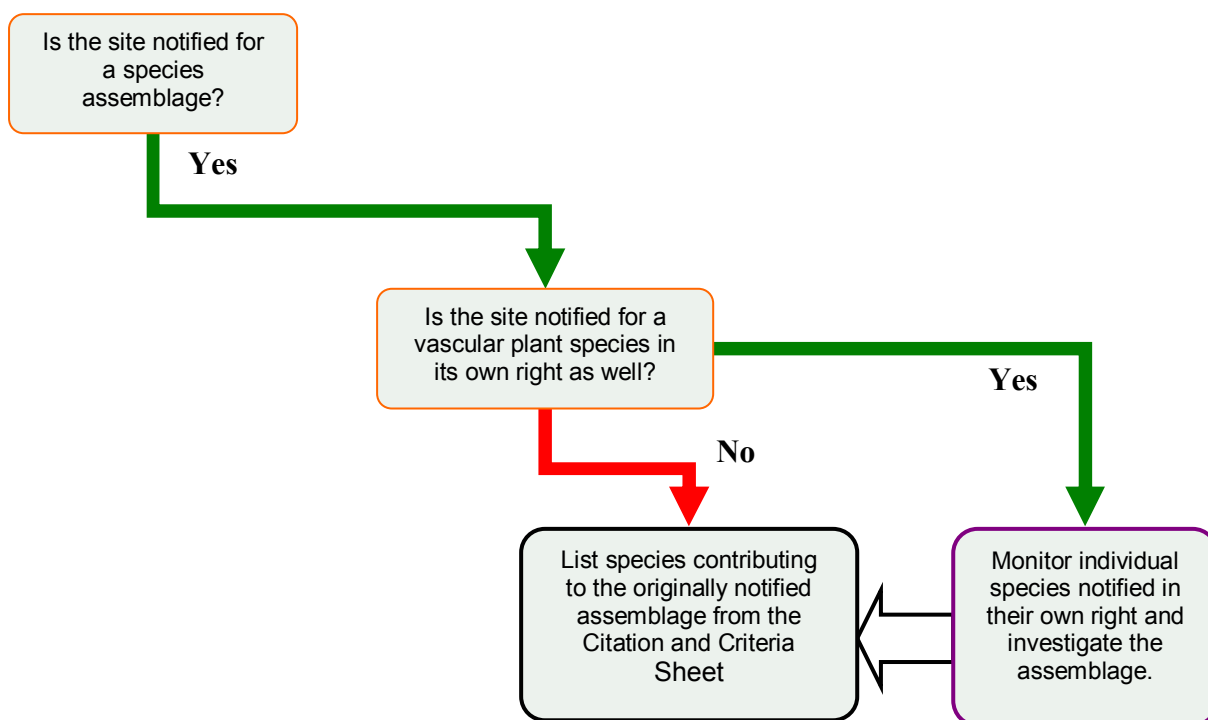 Is the site notified for
a species
assemblage?
Yes
Is the site notified for a
vascular plant species in
its own right as well?
Yes
No
List species contributing
to the originally notified
assemblage from the
Citation and Criteria
Sheet
Monitor individual
species notified in
their own right and
investigate the
assemblage.